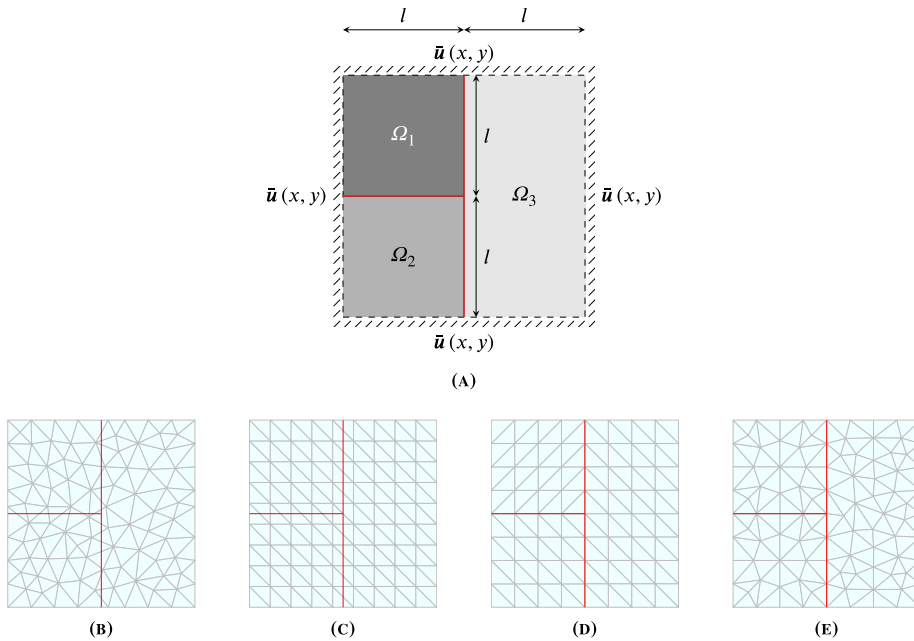 l l
ū (x, y)
Ω₁ l
ū (x, y) Ω₃ ū (x, y)
Ω₂ l
ū (x, y)
(A)
(B) (C) (D) (E)